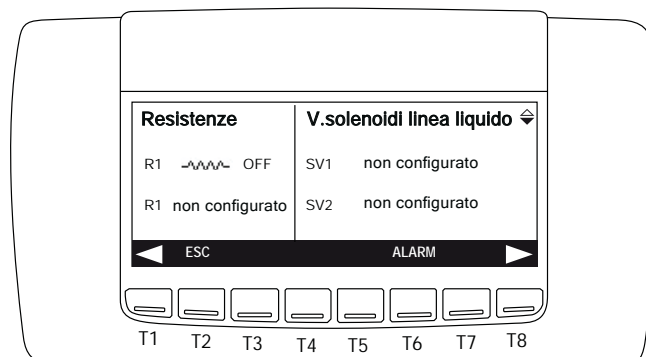 Resistenze
R1 OFF
R1 non configurato
V.solenoidi linea liquido
SV1 non configurato
SV2 non configurato
ESC ALARM
T1 T2 T3 T4 T5 T6 T7 T8